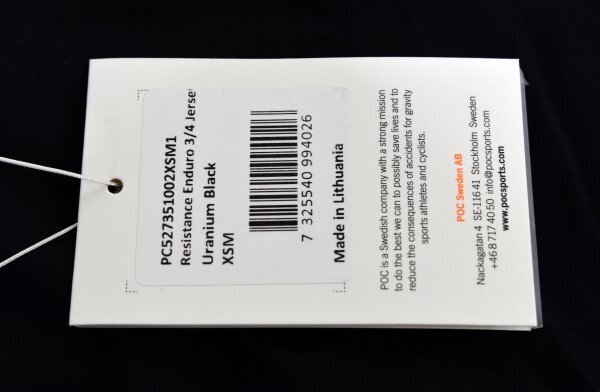 PC527351002XSM1
Resistance Enduro 3/4 Jerse
Uranium Black
XSM
7 325540 994026
Made in Lithuania
POC is a Swedish company with a strong mission
to do the best we can to possibly save lives and to
reduce the consequences of accidents for gravity
sports athletes and cyclists.
POC Sweden AB
Nackagatan 4 SE-116 41 Stockholm Sweden
+46 8 717 40 50 info@pocsports.com
www.pocsports.com